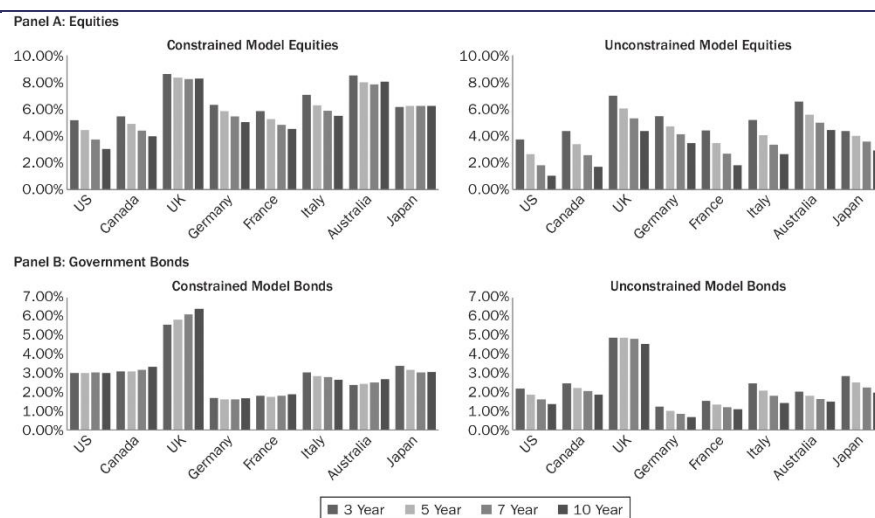 Panel A: Equities
Constrained Model Equities
10.00%
8.00%
6.00%
4.00%
2.00%
0.00%
US
Canada
UK
Germany
France
Italy
Australia
Japan
Unconstrained Model Equities
10.00%
8.00%
6.00%
4.00%
2.00%
0.00%
US
Canada
UK
Germany
France
Italy
Australia
Japan
Panel B: Government Bonds
Constrained Model Bonds
7.00%
6.00%
5.00%
4.00%
3.00%
2.00%
1.00%
0.00%
US
Canada
UK
Germany
France
Italy
Australia
Japan
Unconstrained Model Bonds
7.00%
6.00%
5.00%
4.00%
3.00%
2.00%
1.00%
0.00%
US
Canada
UK
Germany
France
Italy
Australia
Japan
3 Year 5 Year 7 Year 10 Year